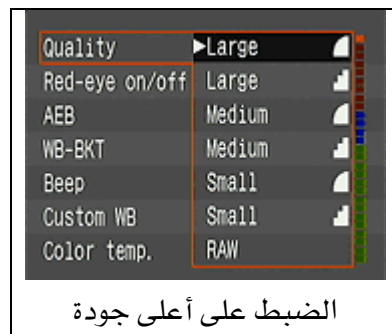 Quality ►Large
Red-eye on/off Large
AEB Medium
WB-BKT Medium
Beep Small
Custom WB Small
Color temp. RAW
الضبط على أعلى جودة